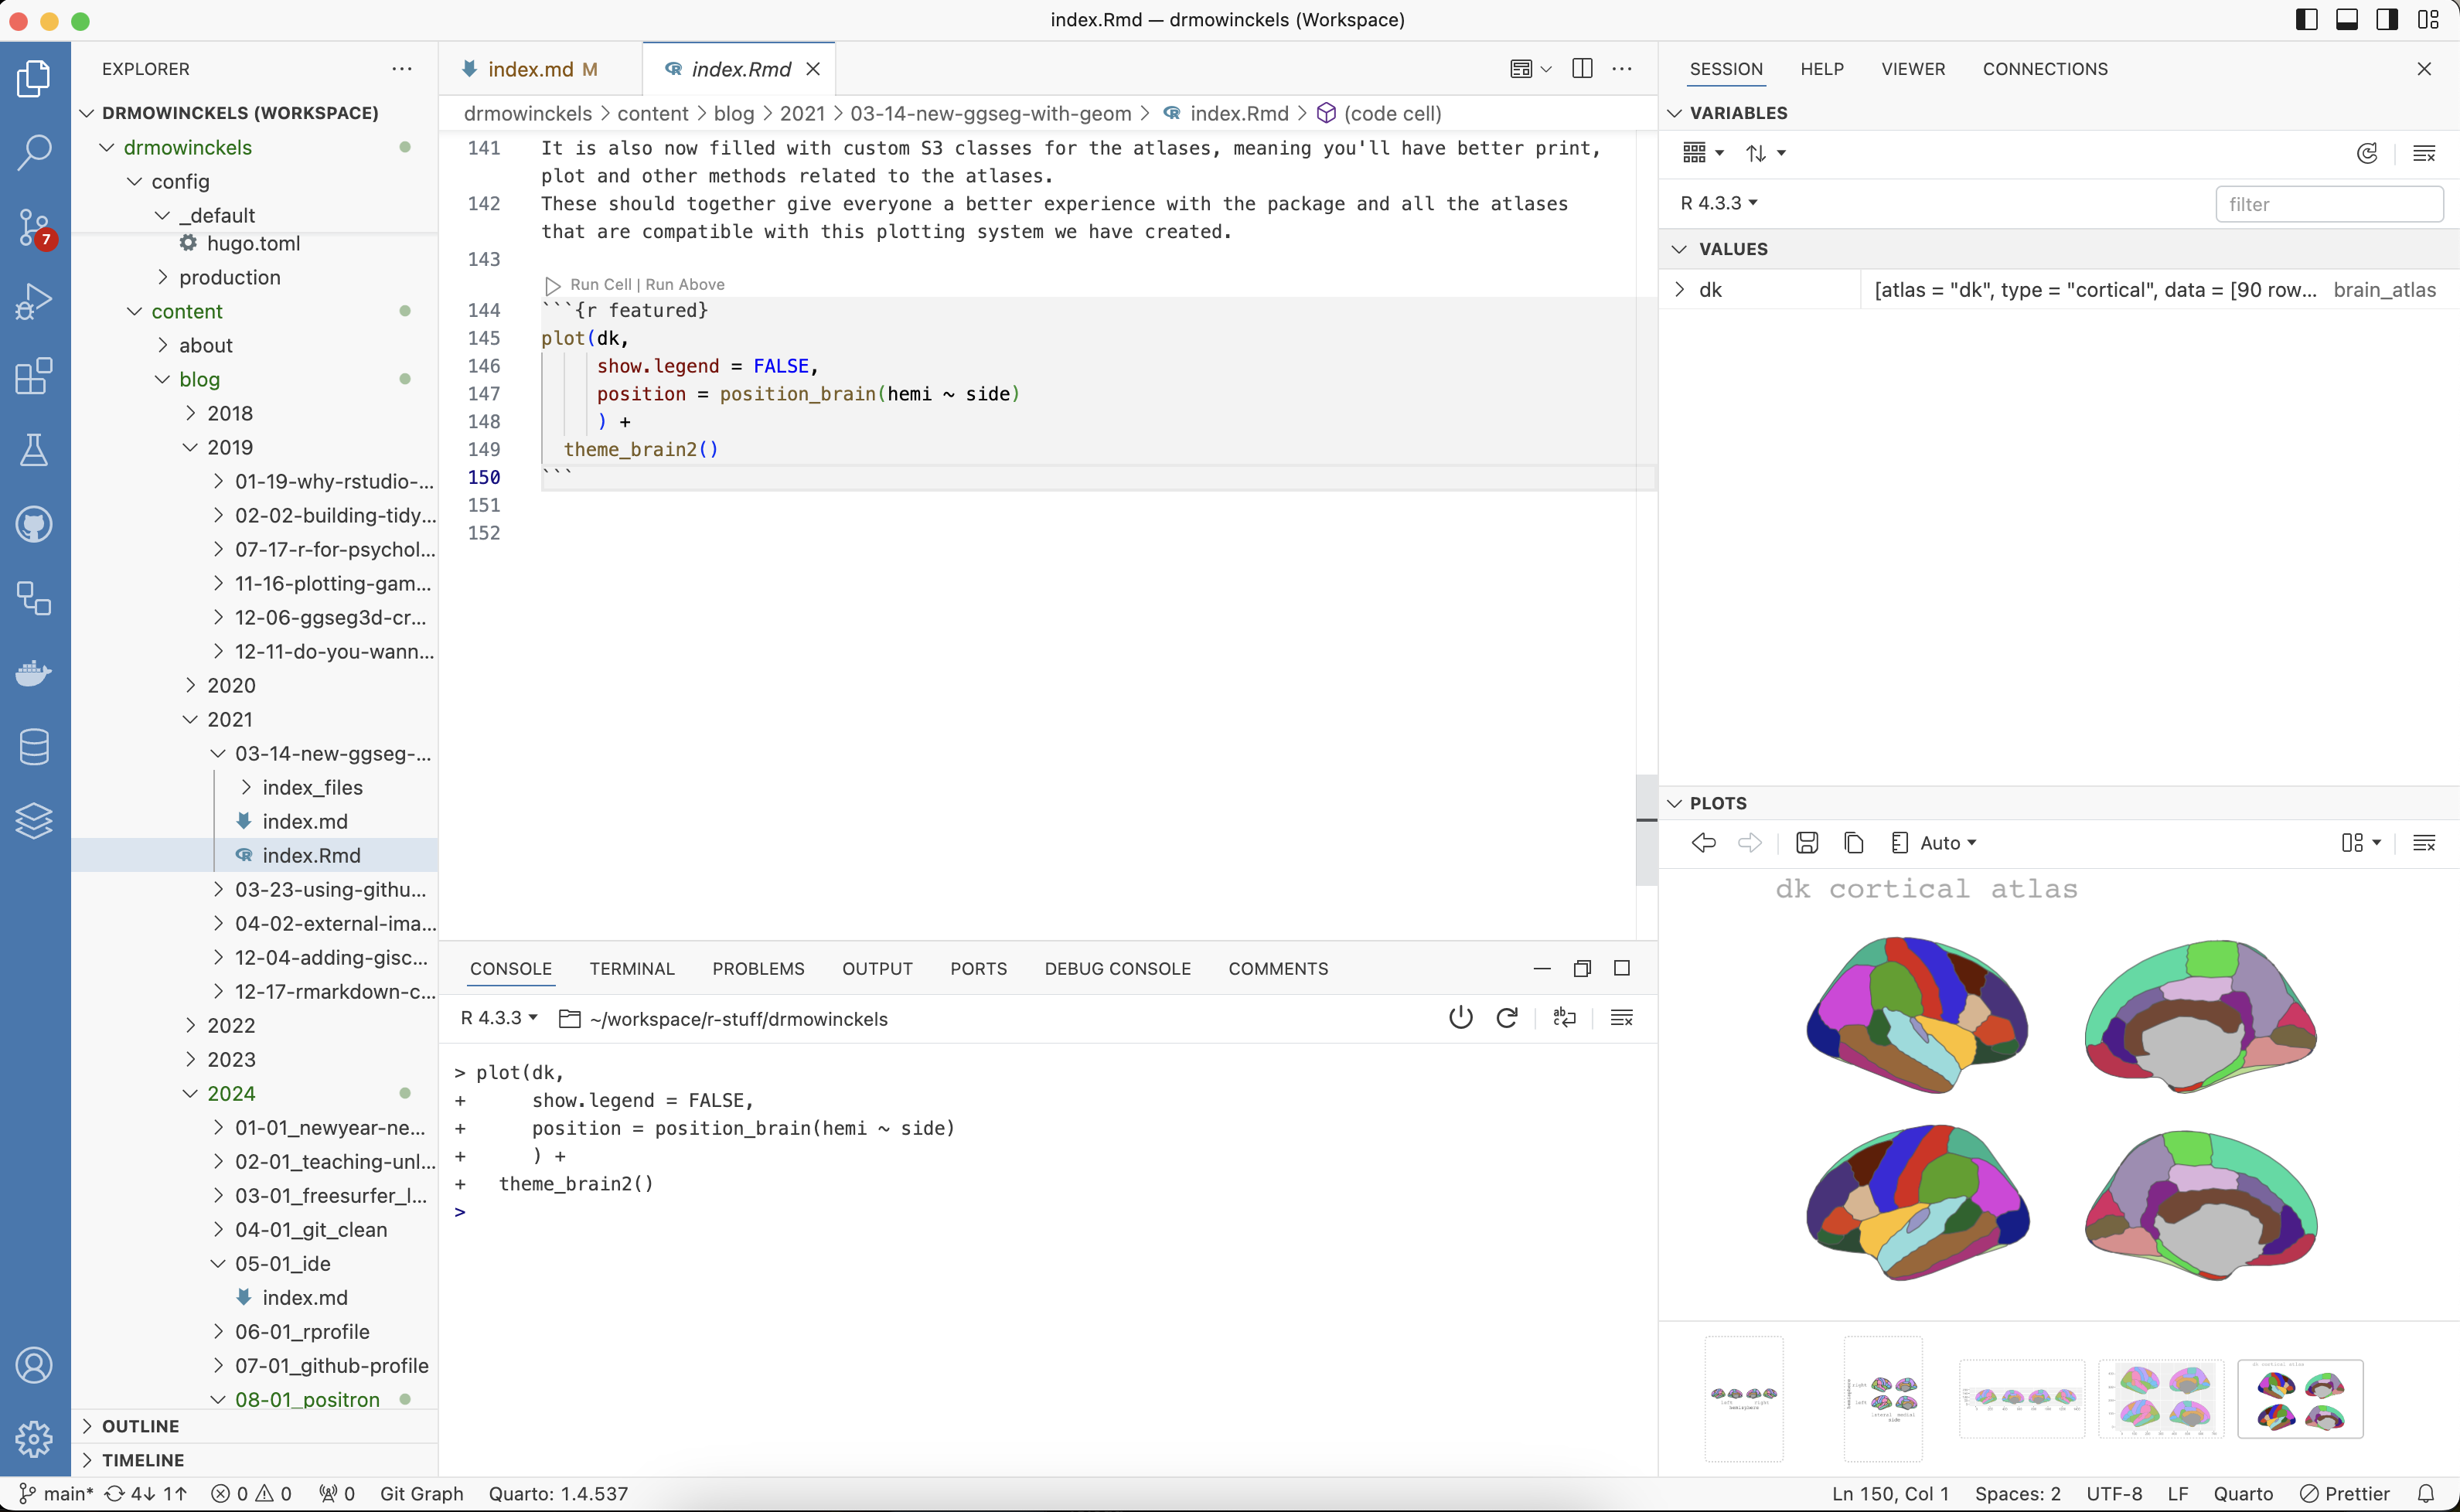 index.Rmd — drmowinckels (Workspace)
EXPLORER
DRMOWINCKELS (WORKSPACE)
drmowinckels
config
_default
hugo.toml
production
content
about
blog
2018
2019
01-19-why-rstudio-...
02-02-building-tidy...
07-17-r-for-psychol...
11-16-plotting-gam...
12-06-ggseg3d-cr...
12-11-do-you-wann...
2020
2021
03-14-new-ggseg-...
index_files
index.md
index.Rmd
03-23-using-githu...
04-02-external-ima...
12-04-adding-gisc...
12-17-rmarkdown-c...
2022
2023
2024
01-01_newyear-ne...
02-01_teaching-unl...
03-01_freesurfer_l...
04-01_git_clean
05-01_ide
index.md
06-01_rprofile
07-01_github-profile
08-01_positron
OUTLINE
TIMELINE
7
index.md M
index.Rmd
drmowinckels > content > blog > 2021 > 03-14-new-ggseg-with-geom > index.Rmd > (code cell)
141 It is also now filled with custom S3 classes for the atlases, meaning you'll have better print,
plot and other methods related to the atlases.
142 These should together give everyone a better experience with the package and all the atlases
that are compatible with this plotting system we have created.
143
Run Cell | Run Above
144 ```{r featured}
145 plot(dk,
146 show.legend = FALSE,
147 position = position_brain(hemi ~ side)
148 ) +
149 theme_brain2()
150 ```
151
152
CONSOLE TERMINAL PROBLEMS OUTPUT PORTS DEBUG CONSOLE COMMENTS
R 4.3.3 ~/workspace/r-stuff/drmowinckels
> plot(dk,
+ show.legend = FALSE,
+ position = position_brain(hemi ~ side)
+ ) +
+ theme_brain2()
>
SESSION HELP VIEWER CONNECTIONS
VARIABLES
R 4.3.3 filter
VALUES
dk [atlas = "dk", type = "cortical", data = [90 row... brain_atlas
PLOTS
Auto
dk cortical atlas
left right
hemisphere
right
left
hemisphere
lateral medial
side
dk cortical atlas
main* 4↓ 1↑ 0 0 0 Git Graph Quarto: 1.4.537 Ln 150, Col 1 Spaces: 2 UTF-8 LF Quarto Prettier